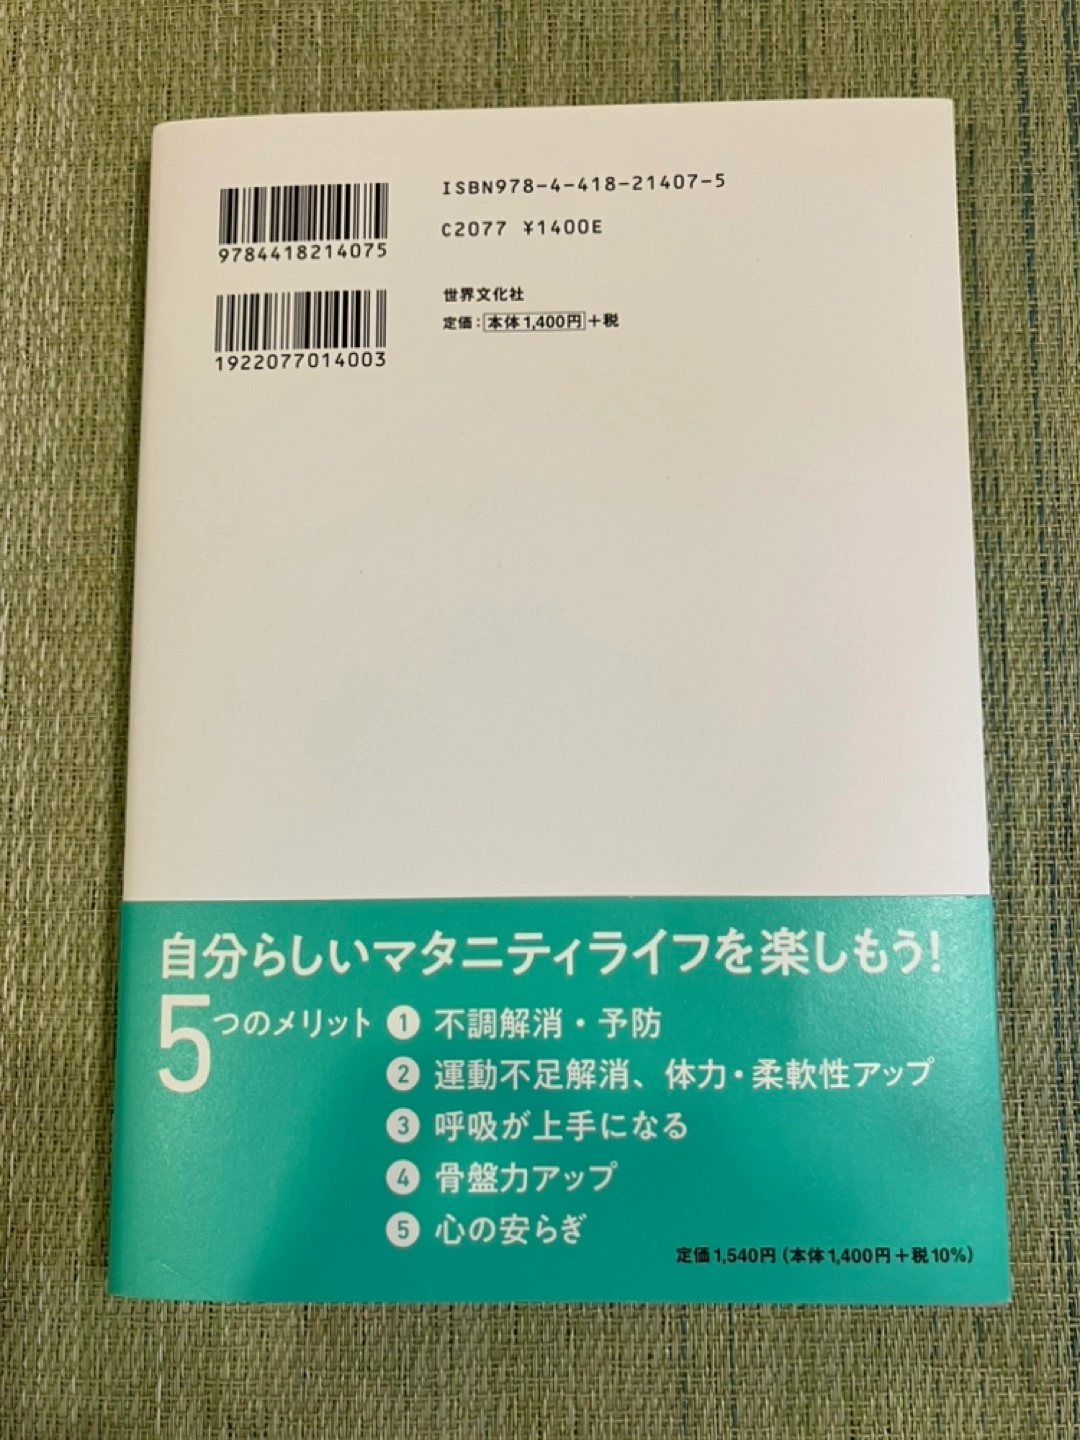 ISBN978-4-418-21407-5
C2077 ¥1400E
9784418214075
世界文化社
定価：本体1,400円＋税
1922077014003
自分らしいマタニティライフを楽しもう！
5つのメリット
❶ 不調解消・予防
❷ 運動不足解消、体力・柔軟性アップ
❸ 呼吸が上手になる
❹ 骨盤力アップ
❺ 心の安らぎ
定価1,540円（本体1,400円＋税10%）